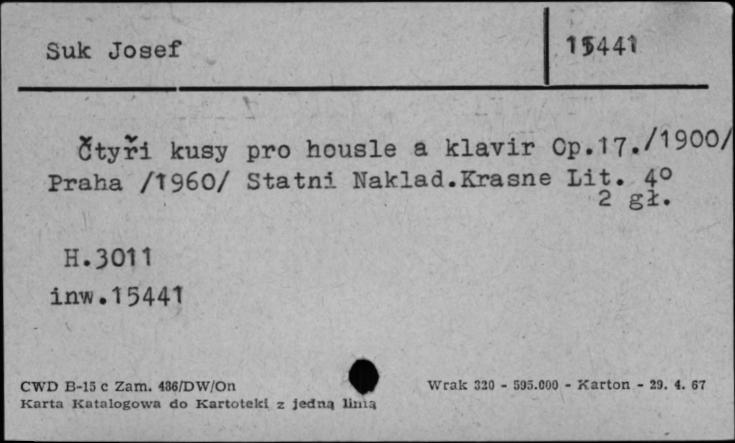 Suk Josef
15441
Čtyři kusy pro housle a klavir Op.17./1900/
Praha /1960/ Statni Naklad.Krasne Lit. 4º
2 gł.
H.3011
inw.15441
CWD B-15 c Zam. 486/DW/On
Wrak 320 - 595.000 - Karton - 29. 4. 67
Karta Katalogowa do Kartoteki z jedną linią